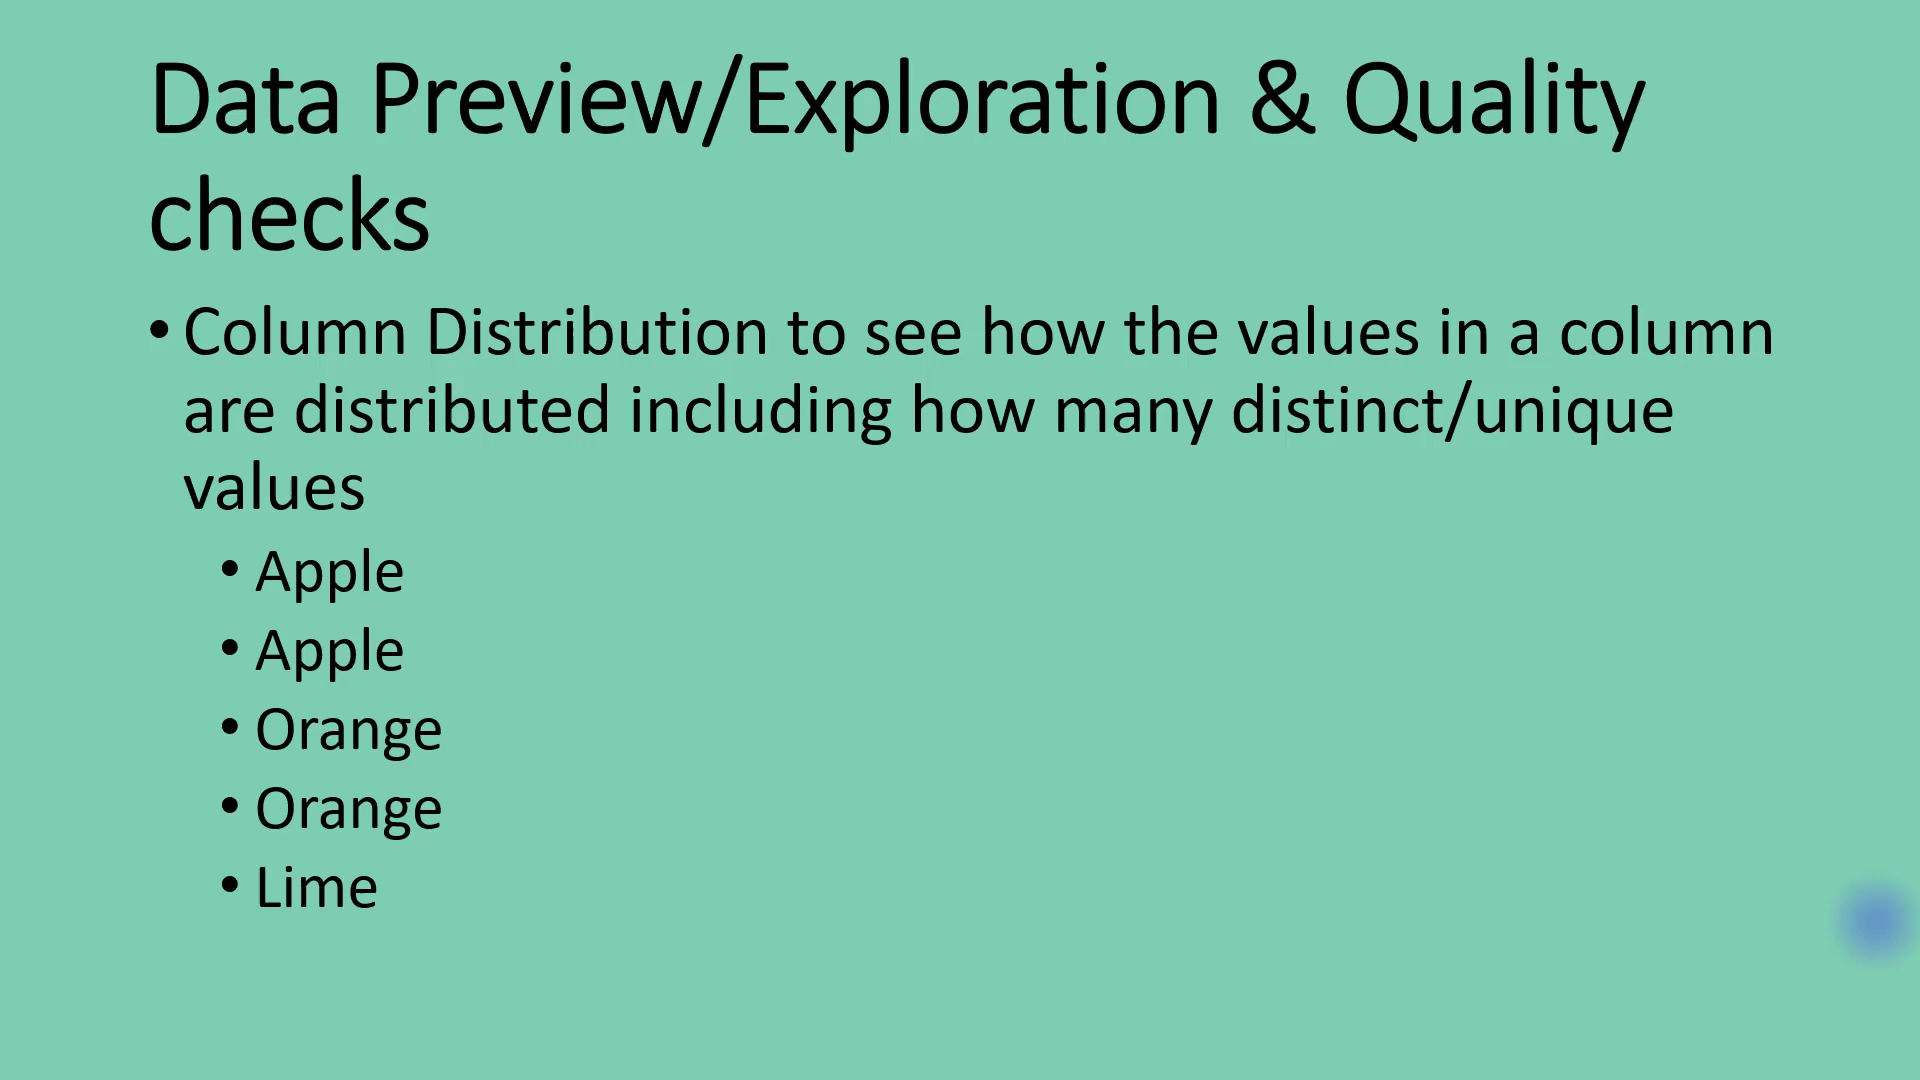 Data Preview/Exploration & Quality
checks
• Column Distribution to see how the values in a column
are distributed including how many distinct/unique
values
• Apple
• Apple
• Orange
• Orange
• Lime